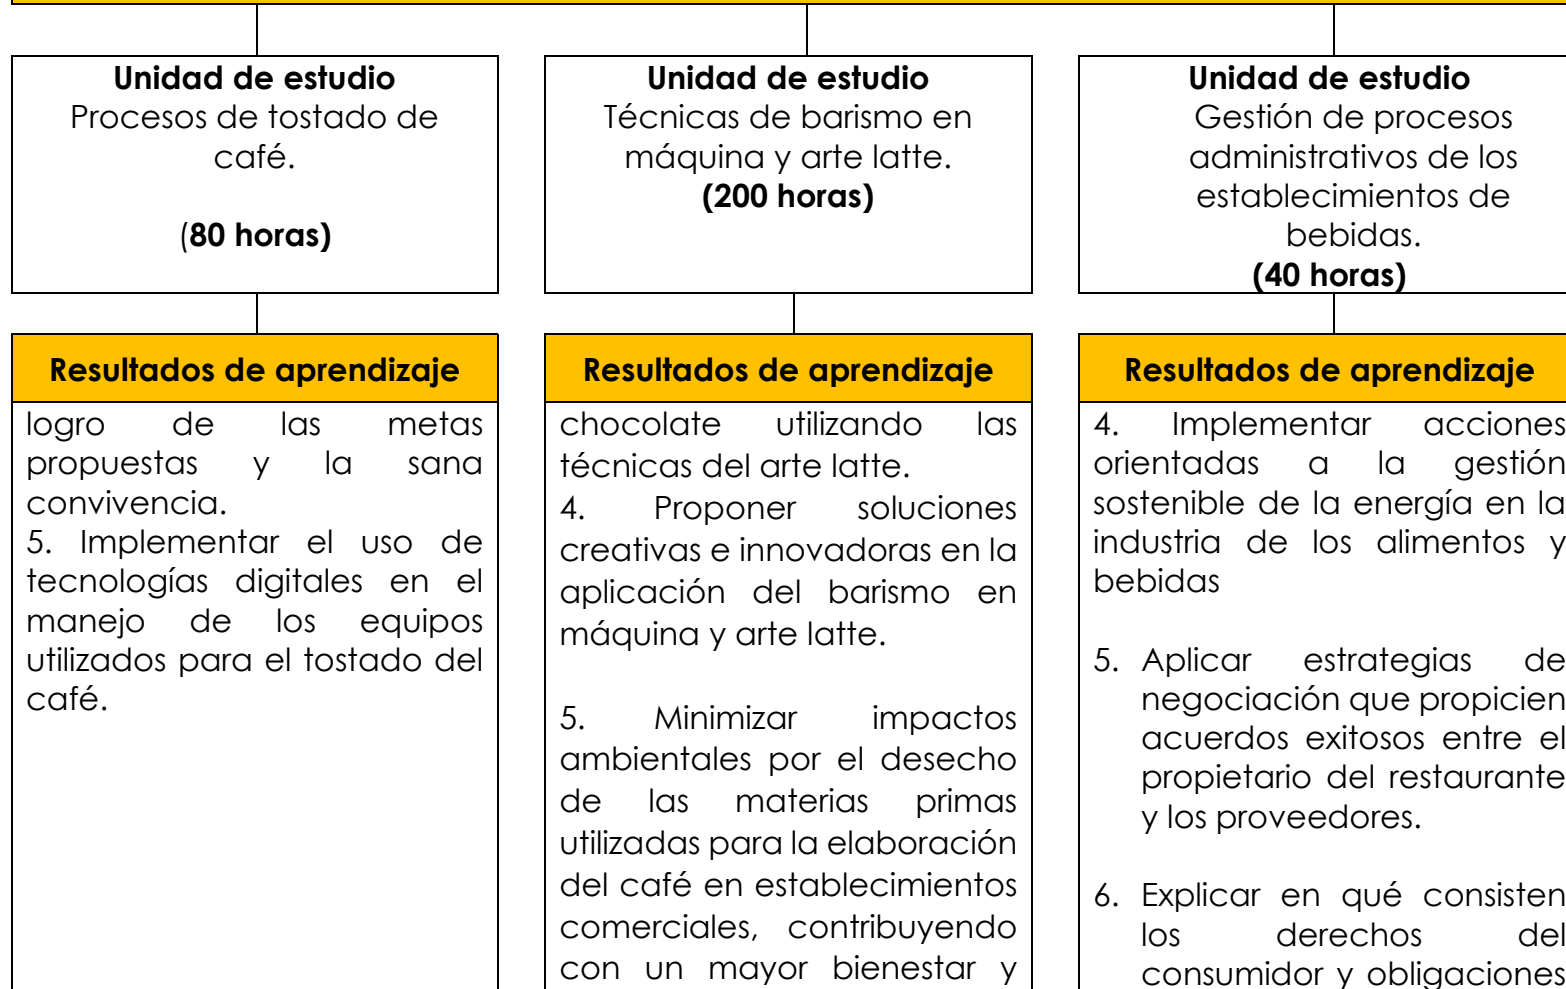 Unidad de estudio
Procesos de tostado de
café.
(80 horas)
Resultados de aprendizaje
logro de las metas
propuestas y la sana
convivencia.
5. Implementar el uso de
tecnologías digitales en el
manejo de los equipos
utilizados para el tostado del
café.
Unidad de estudio
Técnicas de barismo en
máquina y arte latte.
(200 horas)
Resultados de aprendizaje
chocolate utilizando las
técnicas del arte latte.
4. Proponer soluciones
creativas e innovadoras en la
aplicación del barismo en
máquina y arte latte.
5. Minimizar impactos
ambientales por el desecho
de las materias primas
utilizadas para la elaboración
del café en establecimientos
comerciales, contribuyendo
con un mayor bienestar y
Unidad de estudio
Gestión de procesos
administrativos de los
establecimientos de
bebidas.
(40 horas)
Resultados de aprendizaje
4. Implementar acciones
orientadas a la gestión
sostenible de la energía en la
industria de los alimentos y
bebidas
5. Aplicar estrategias de
negociación que propicien
acuerdos exitosos entre el
propietario del restaurante
y los proveedores.
6. Explicar en qué consisten
los derechos del
consumidor y obligaciones